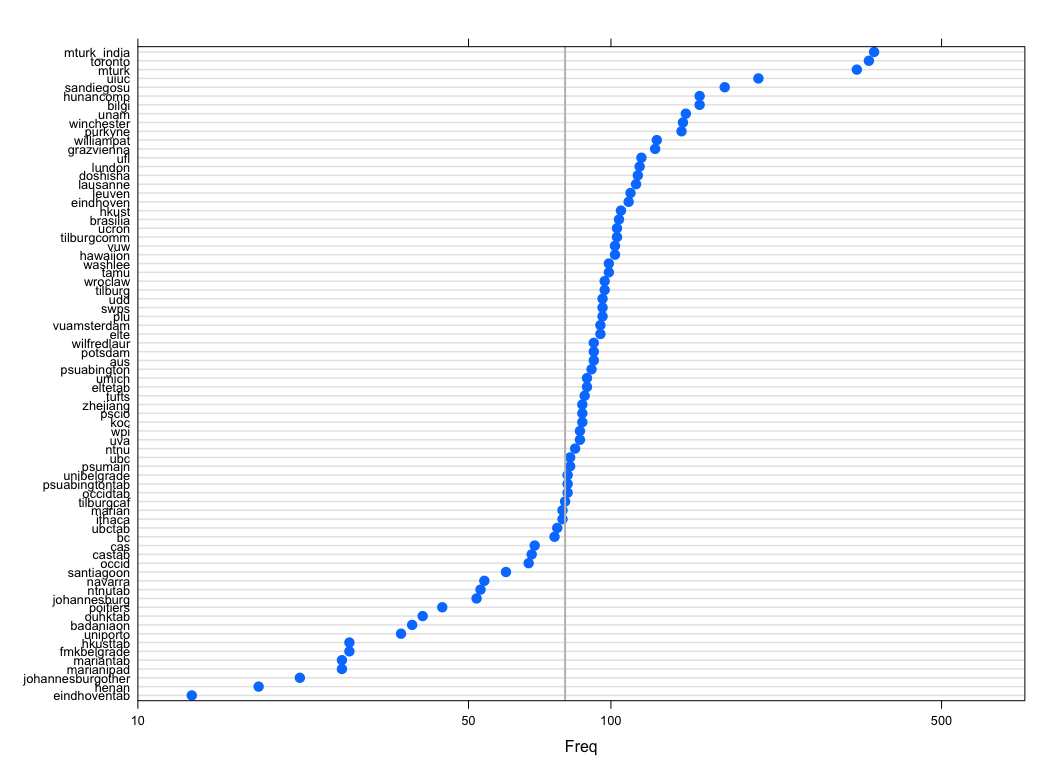 mturk_india
toronto
mturk
uiuc
sandiegosu
hunancomp
bilgi
unam
winchester
purkyne
williampat
grazvienna
ufl
lundon
doshisha
lausanne
leuven
eindhoven
hkust
brasilia
ucron
tilburgcomm
vuw
hawaiion
washlee
tamu
wroclaw
tilburg
udd
swps
plu
vuamsterdam
elte
wilfredlaur
potsdam
aus
psuabington
umich
eltetab
tufts
zhejiang
pscio
koc
wpi
uva
ntnu
ubc
psumain
unibelgrade
psuabingtontab
occidtab
tilburgcaf
marian
ithaca
ubctab
bc
cas
castab
occid
santiagoon
navarra
ntnutab
johannesburg
poitiers
ouhktab
badaniaon
uniporto
hkusttab
fmkbelgrade
mariantab
marianipad
johannesburgother
henan
eindhoventab
10 50 100 500
Freq